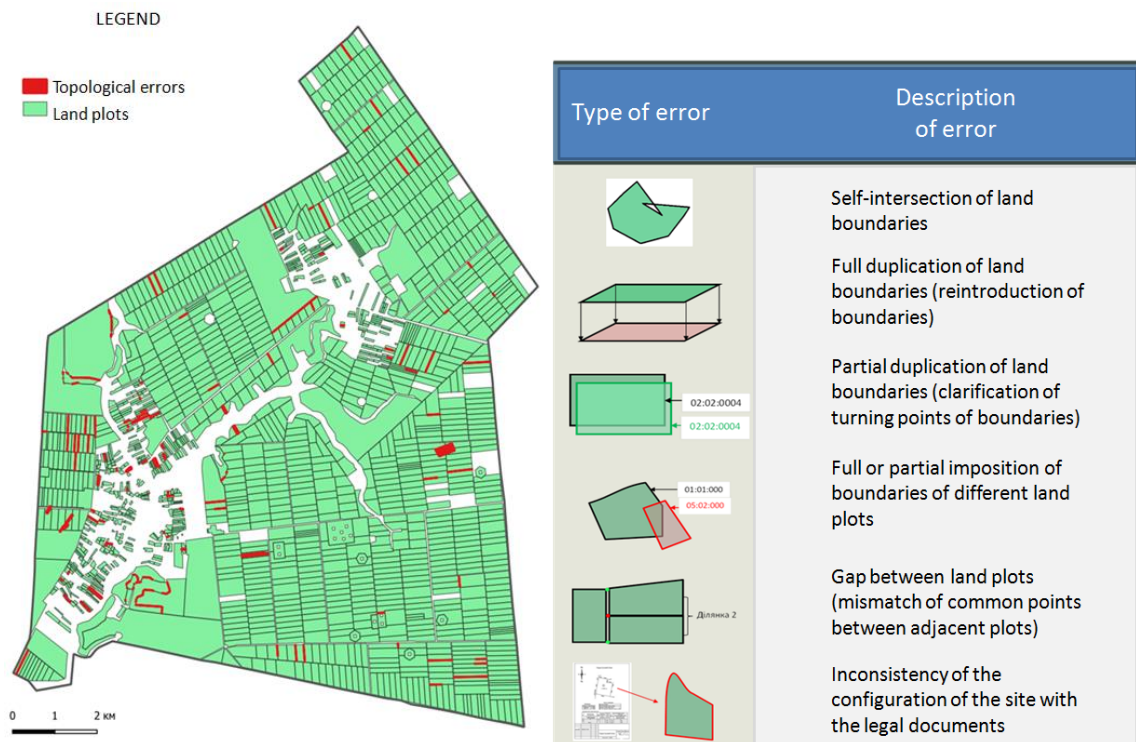 LEGEND
Topological errors
Land plots
0 1 2 км
Type of error
Description
of error
Self-intersection of land
boundaries
Full duplication of land
boundaries (reintroduction of
boundaries)
02:02:0004
02:02:0004
Partial duplication of land
boundaries (clarification of
turning points of boundaries)
01:01:000
05:02:000
Full or partial imposition of
boundaries of different land
plots
Ділянка 2
Gap between land plots
(mismatch of common points
between adjacent plots)
Inconsistency of the
configuration of the site with
the legal documents